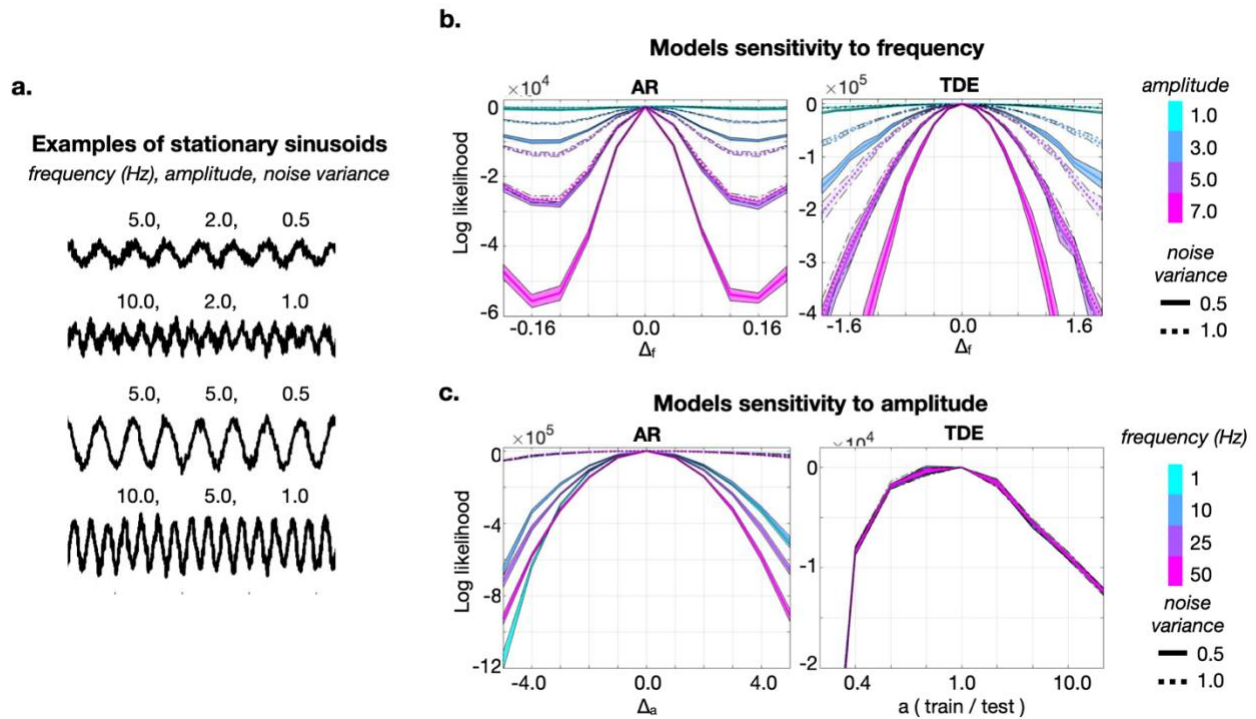 a.
Examples of stationary sinusoids
frequency (Hz), amplitude, noise variance
5.0, 2.0, 0.5
10.0, 2.0, 1.0
5.0, 5.0, 0.5
10.0, 5.0, 1.0
b.
Models sensitivity to frequency
×10⁴
AR
Log likelihood
0
-2
-4
-6
-0.16 0.0 0.16
Δf
×10⁵
TDE
0
-1
-2
-3
-4
-1.6 0.0 1.6
Δf
amplitude
1.0
3.0
5.0
7.0
noise
variance
0.5
1.0
c.
Models sensitivity to amplitude
×10⁵
AR
Log likelihood
0
-4
-8
-12
-4.0 0.0 4.0
Δa
×10⁴
TDE
0
-1
-2
0.4 1.0 10.0
a ( train / test )
frequency (Hz)
1
10
25
50
noise
variance
0.5
1.0